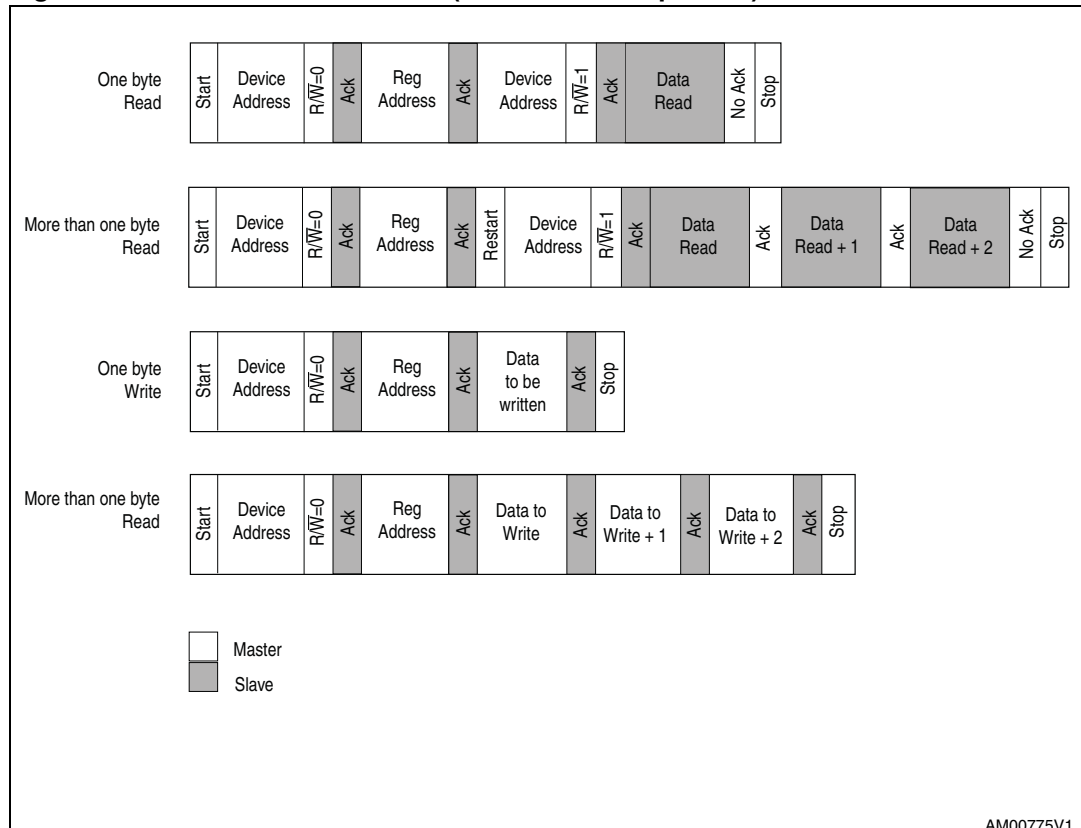 One byte
Read
Start
Device
Address
R/W̅=0
Ack
Reg
Address
Ack
Device
Address
R/W̅=1
Ack
Data
Read
No Ack
Stop
More than one byte
Read
Start
Device
Address
R/W̅=0
Ack
Reg
Address
Ack
Restart
Device
Address
R/W̅=1
Ack
Data
Read
Ack
Data
Read + 1
Ack
Data
Read + 2
No Ack
Stop
One byte
Write
Start
Device
Address
R/W̅=0
Ack
Reg
Address
Ack
Data
to be
written
Ack
Stop
More than one byte
Read
Start
Device
Address
R/W̅=0
Ack
Reg
Address
Ack
Data to
Write
Ack
Data to
Write + 1
Ack
Data to
Write + 2
Ack
Stop
Master
Slave
AM00775V1